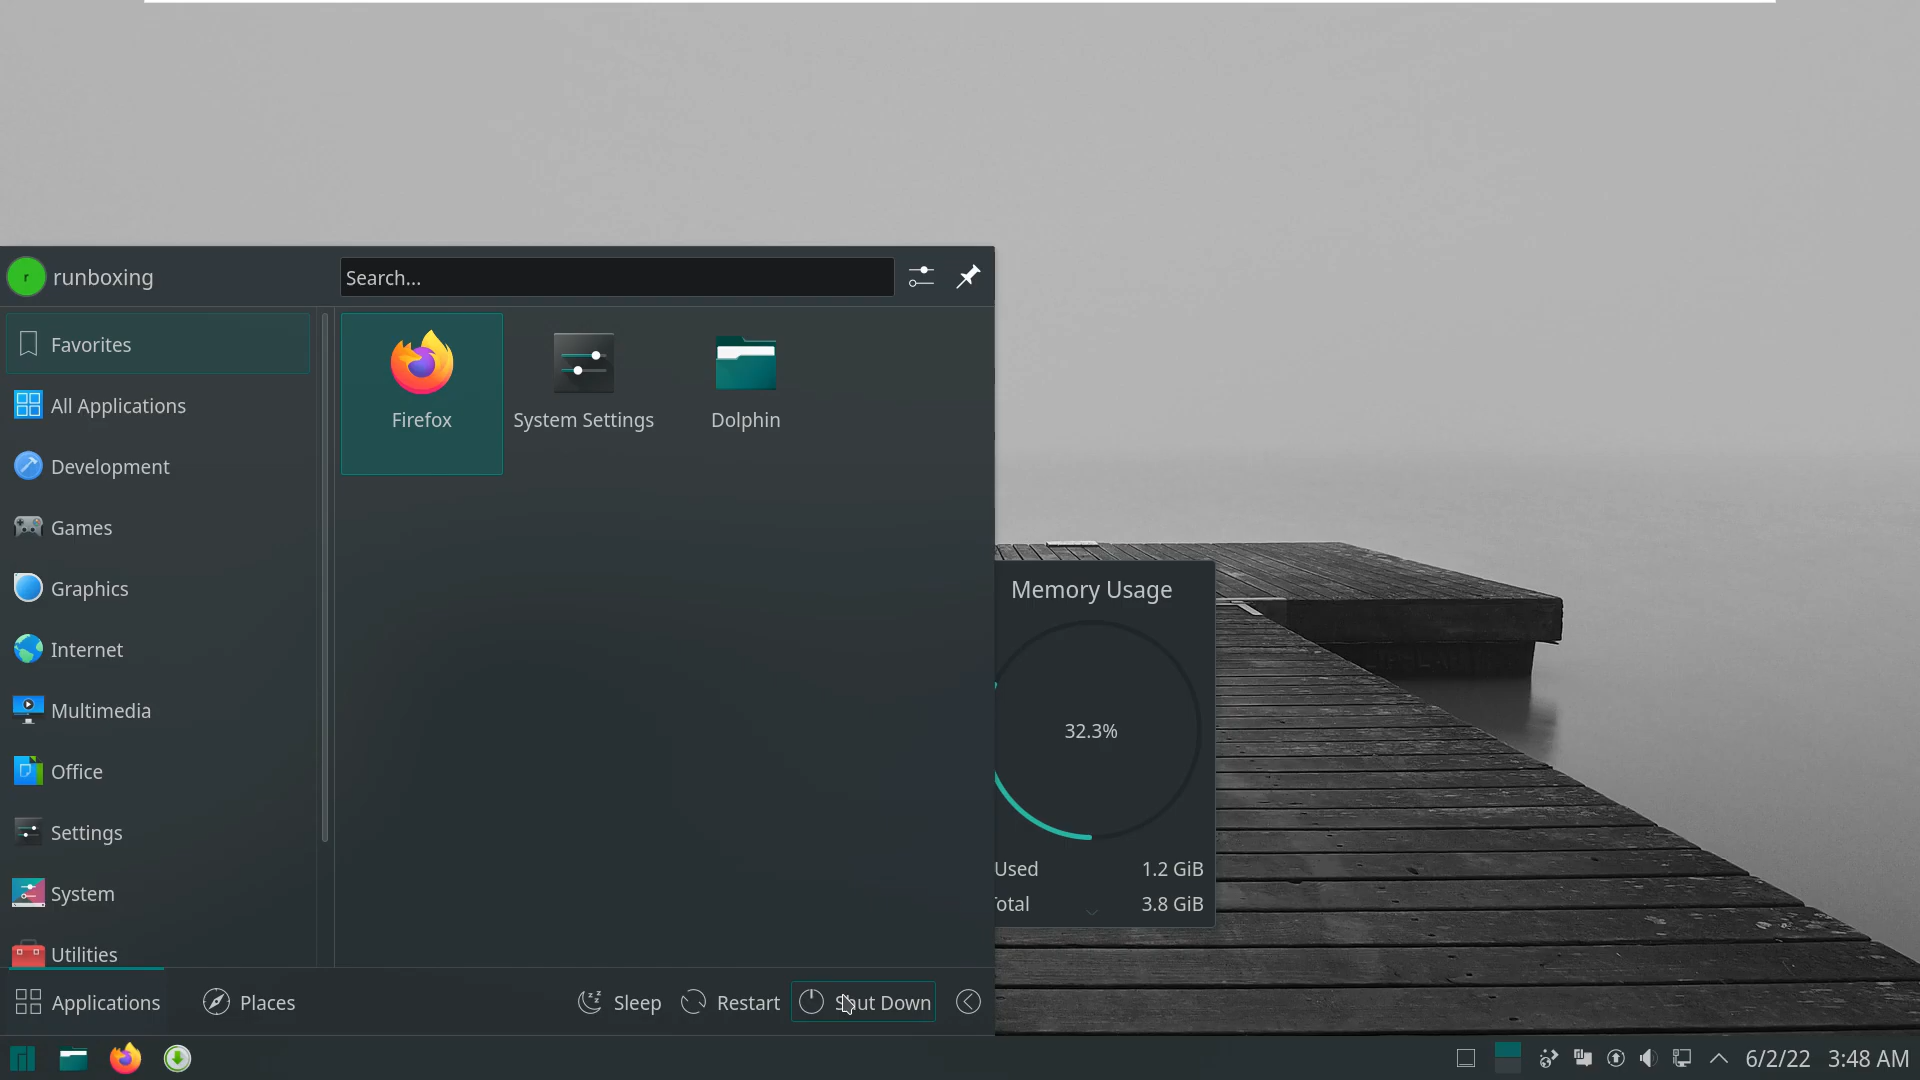 r runboxing
Search...
Favorites
All Applications
Development
Games
Graphics
Internet
Multimedia
Office
Settings
System
Utilities
Firefox
System Settings
Dolphin
Memory Usage
32.3%
Used 1.2 GiB
otal 3.8 GiB
Applications
Places
Sleep
Restart
Shut Down
6/2/22 3:48 AM